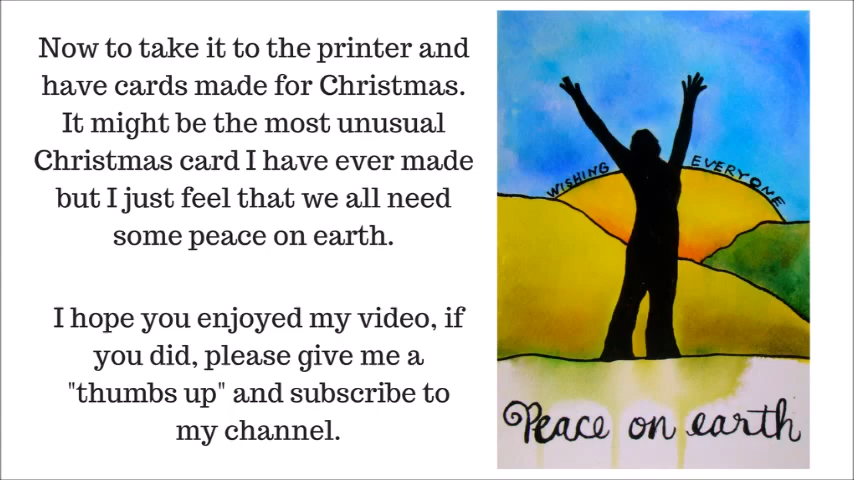 Now to take it to the printer and
have cards made for Christmas.
It might be the most unusual
Christmas card I have ever made
but I just feel that we all need
some peace on earth.
I hope you enjoyed my video, if
you did, please give me a
"thumbs up" and subscribe to
my channel.
WISHING EVERYONE
Peace on earth